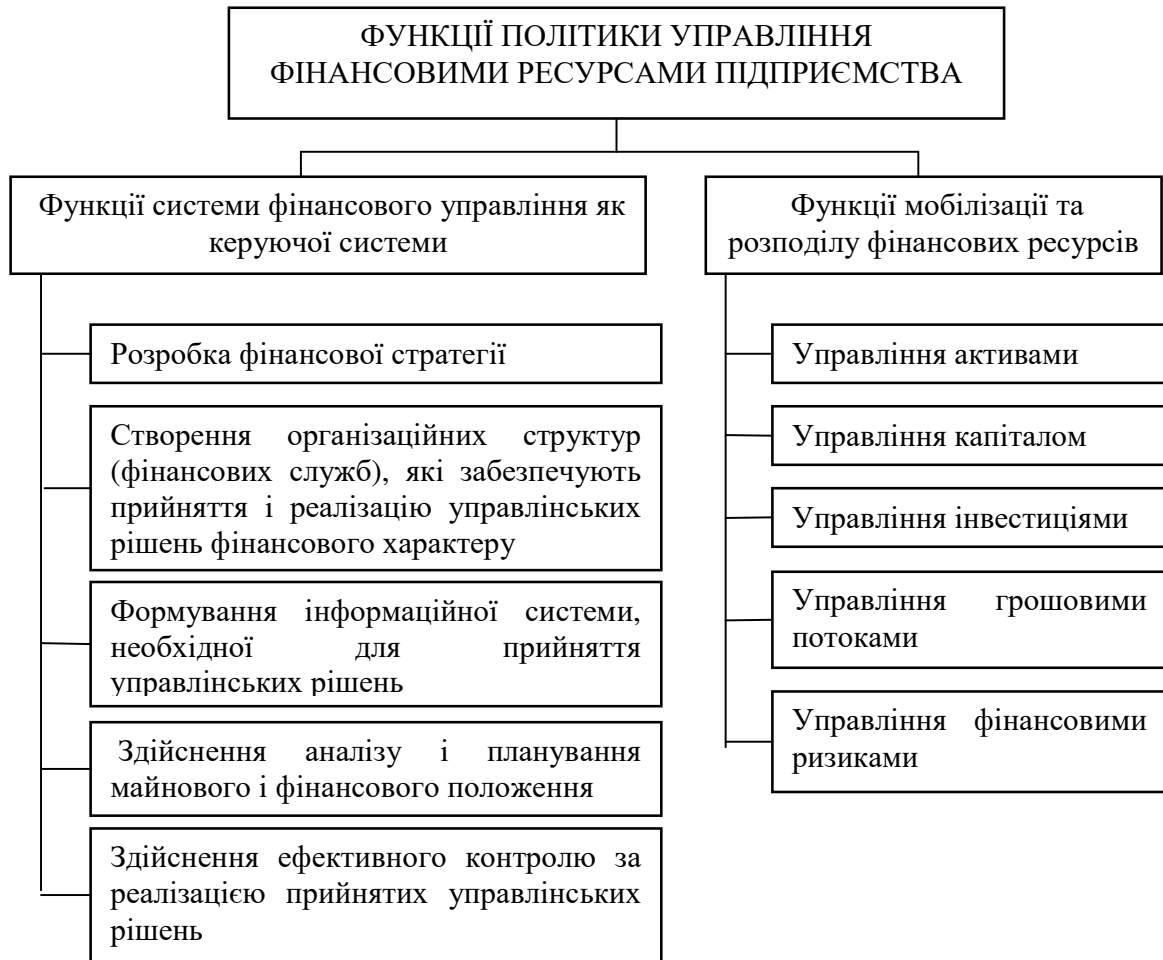 ФУНКЦІЇ ПОЛІТИКИ УПРАВЛІННЯ
ФІНАНСОВИМИ РЕСУРСАМИ ПІДПРИЄМСТВА
Функції системи фінансового управління як
керуючої системи
Розробка фінансової стратегії
Створення організаційних структур
(фінансових служб), які забезпечують
прийняття і реалізацію управлінських
рішень фінансового характеру
Формування інформаційної системи,
необхідної для прийняття
управлінських рішень
Здійснення аналізу і планування
майнового і фінансового положення
Здійснення ефективного контролю за
реалізацією прийнятих управлінських
рішень
Функції мобілізації та
розподілу фінансових ресурсів
Управління активами
Управління капіталом
Управління інвестиціями
Управління грошовими
потоками
Управління фінансовими
ризиками